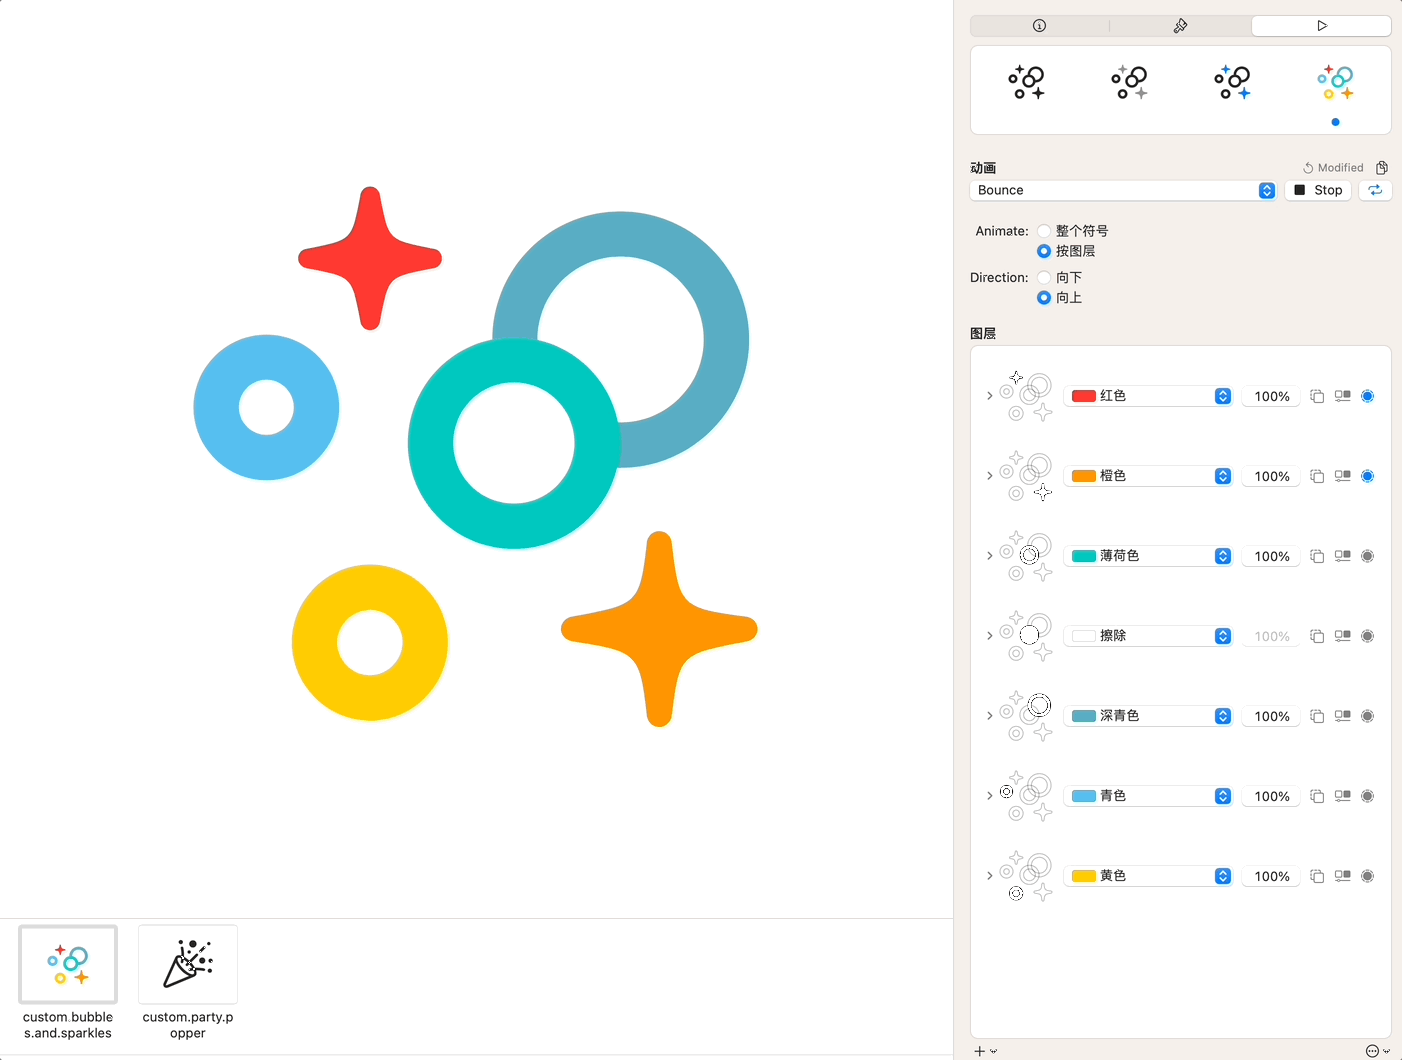 动画
Modified
Bounce
Stop
Animate:
整个符号
按图层
Direction:
向下
向上
图层
红色
100%
橙色
100%
薄荷色
100%
擦除
100%
深青色
100%
青色
100%
黄色
100%
custom.bubble
s.and.sparkles
custom.party.p
opper